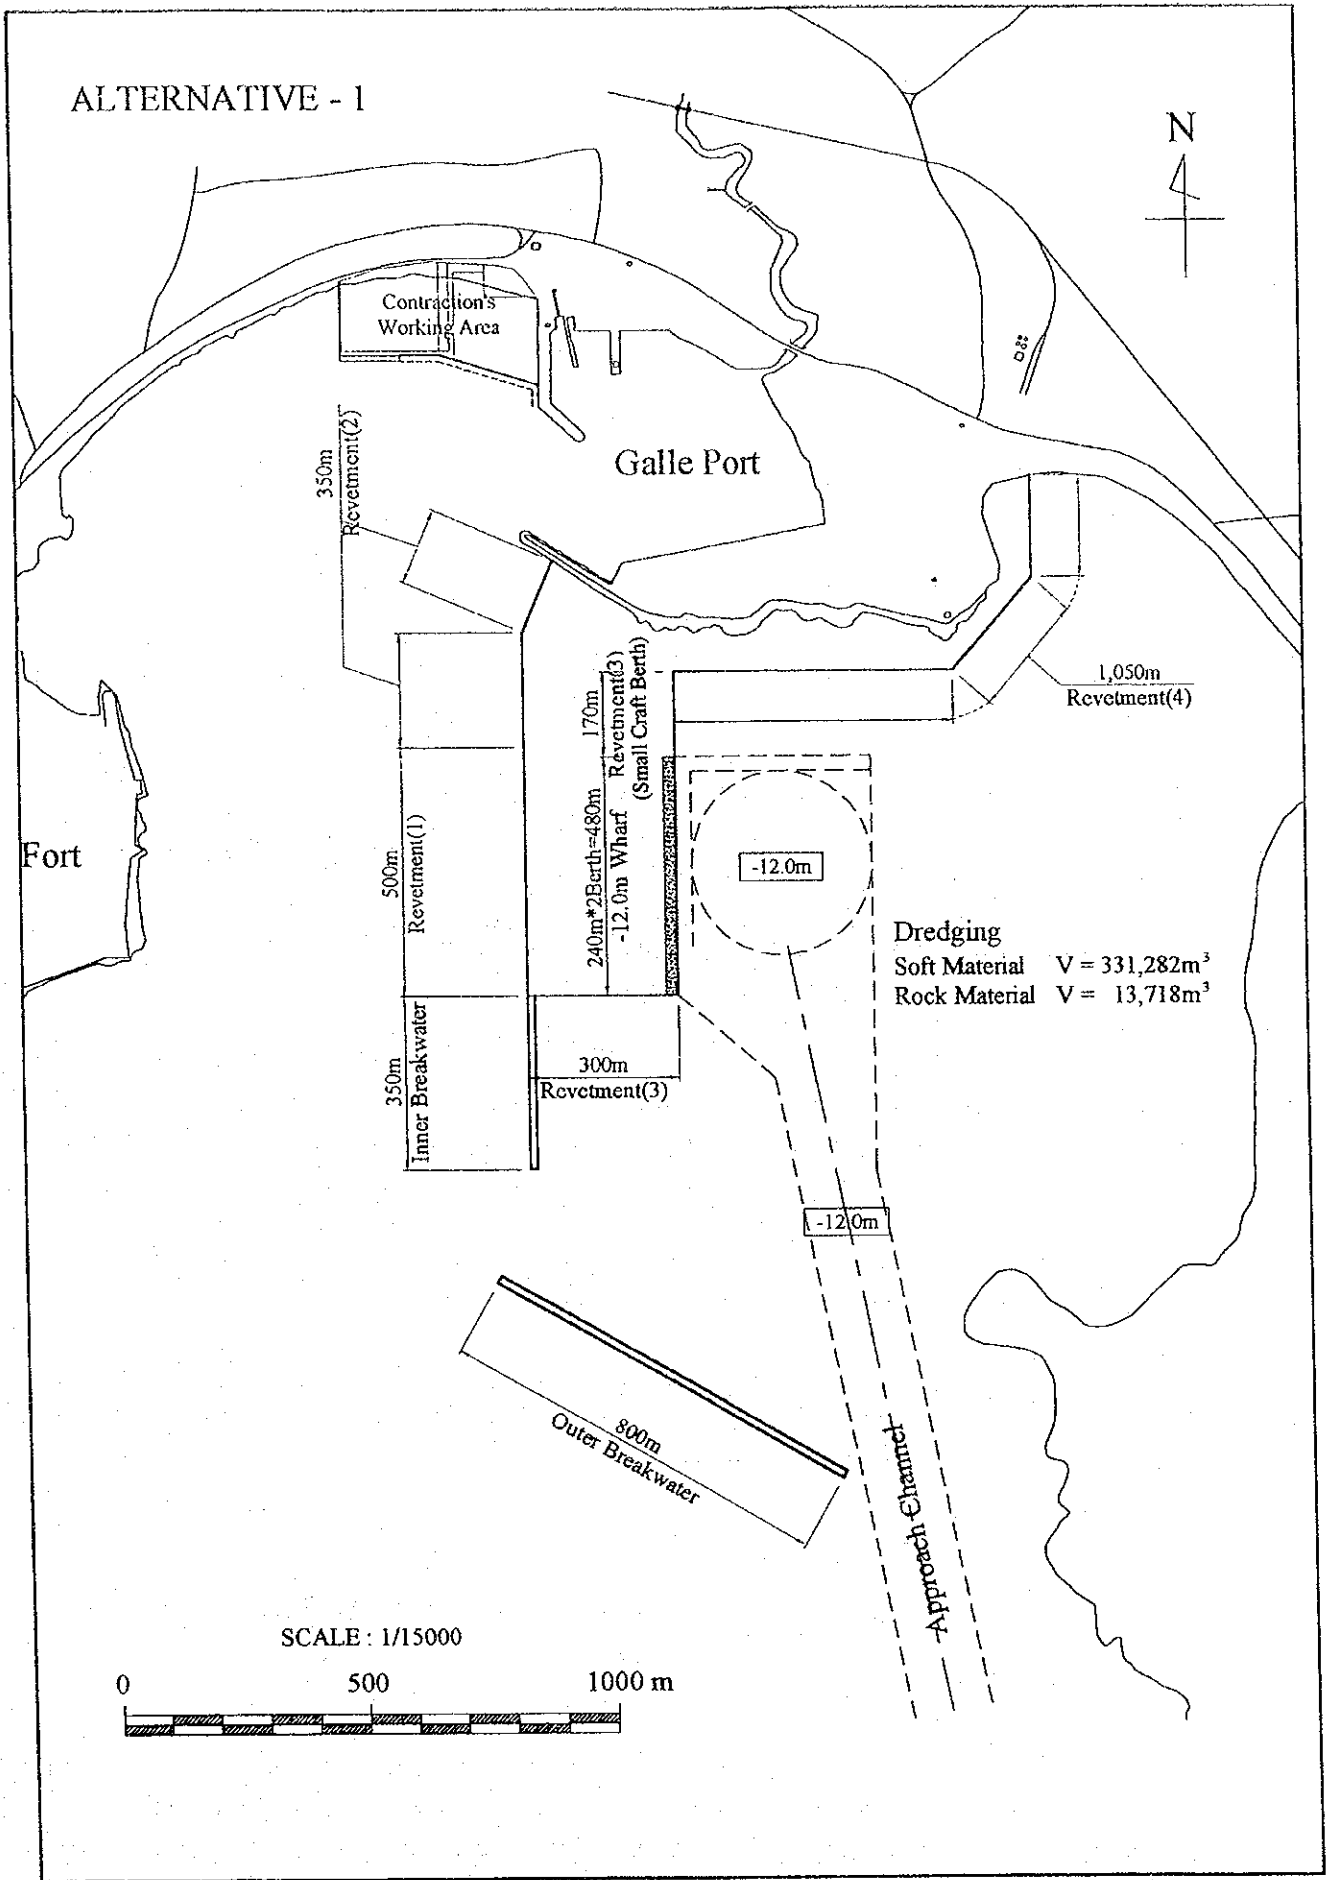 ALTERNATIVE - 1
N
Contraction's
Working Area
350m
Revetment(2)
Galle Port
1,050m
Revetment(4)
170m
Revetment(3)
(Small Craft Berth)
240m*2Berth=480m
-12.0m Wharf
500m
Revetment(1)
Fort
-12.0m
Dredging
Soft Material V = 331,282m³
Rock Material V = 13,718m³
350m
Inner Breakwater
300m
Revetment(3)
-12.0m
800m
Outer Breakwater
Approach Channel
SCALE : 1/15000
0 500 1000 m